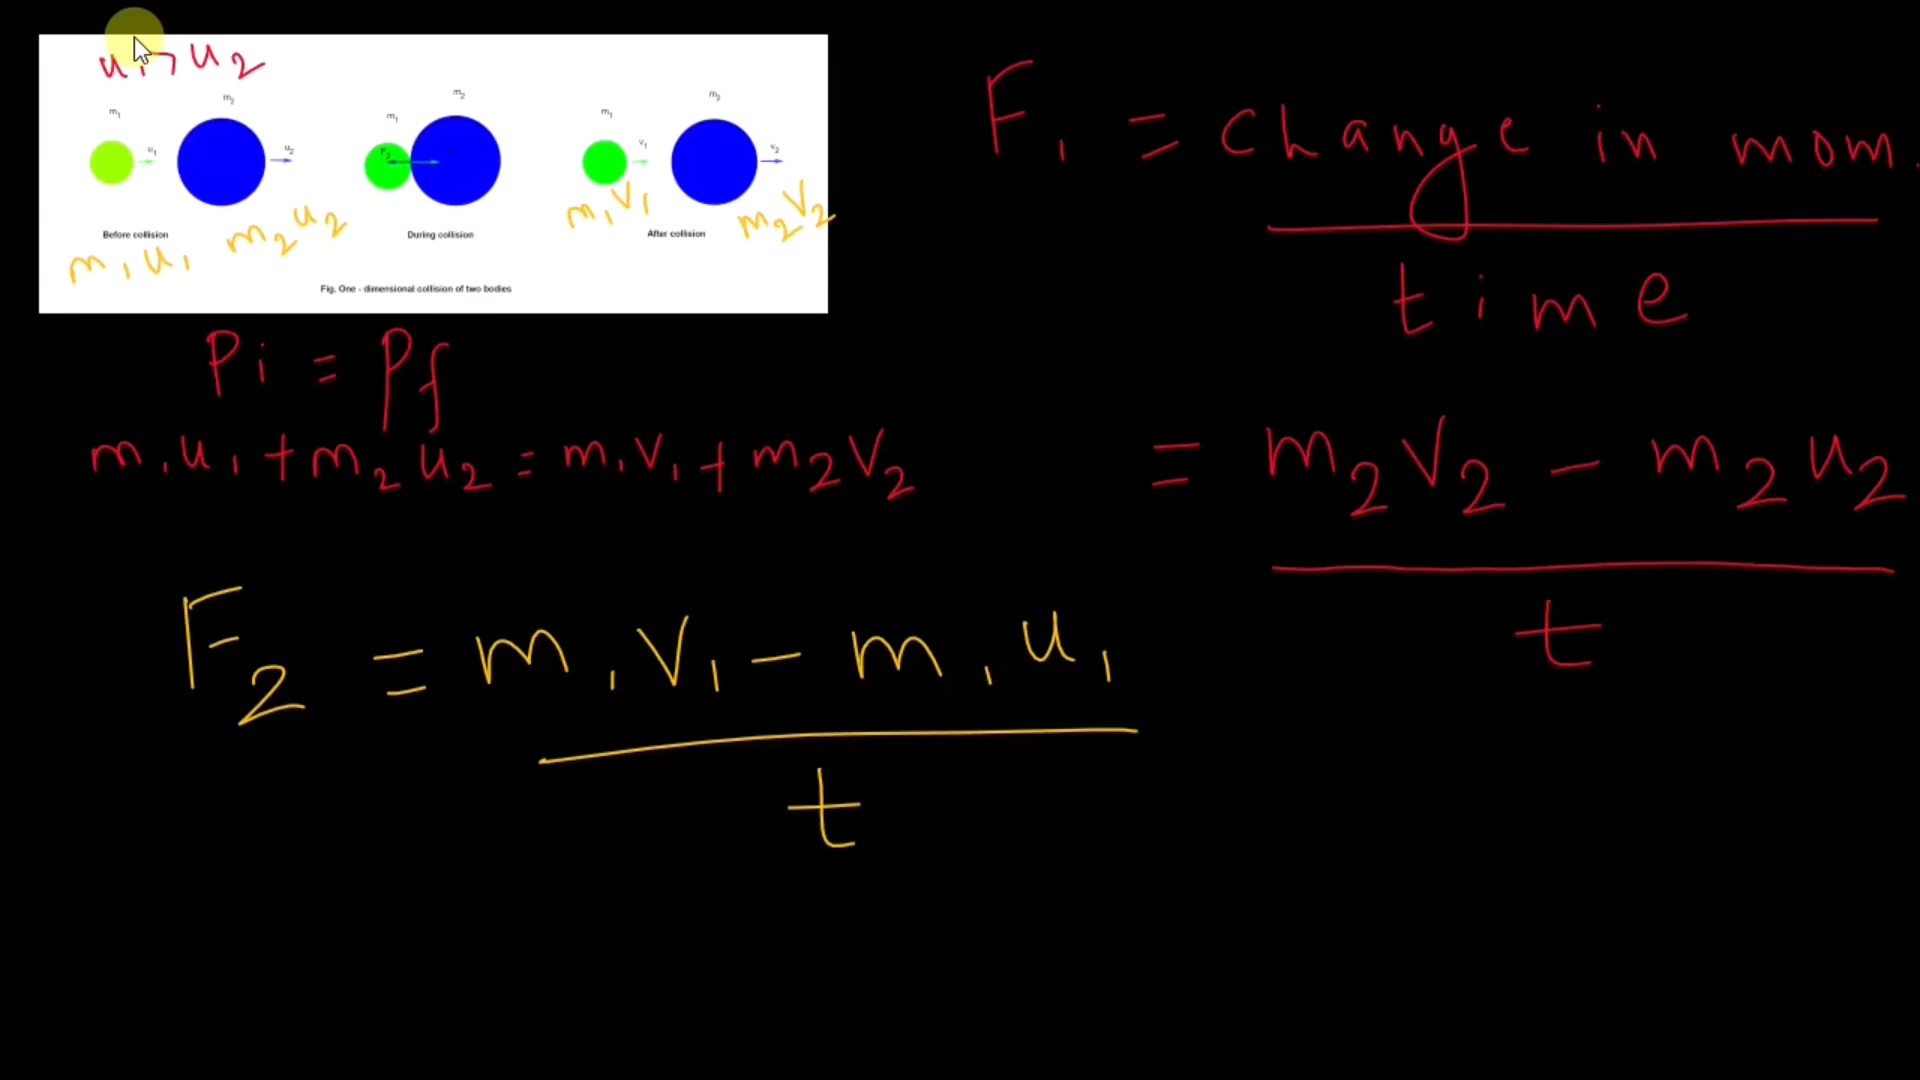 u₁ > u₂
m₁ m₂ m₁ m₂ m₁ m₂
u₁ u₂ F₂ v₁ v₂
m₁v₁ m₂v₂
Before collision During collision After collision
m₁u₁ m₂u₂
Fig. One - dimensional collision of two bodies
Pi = Pf
m₁u₁ + m₂u₂ = m₁v₁ + m₂v₂
F₂ = m₁v₁ - m₁u₁
t
F₁ = change in mom.
time
= m₂v₂ - m₂u₂
t